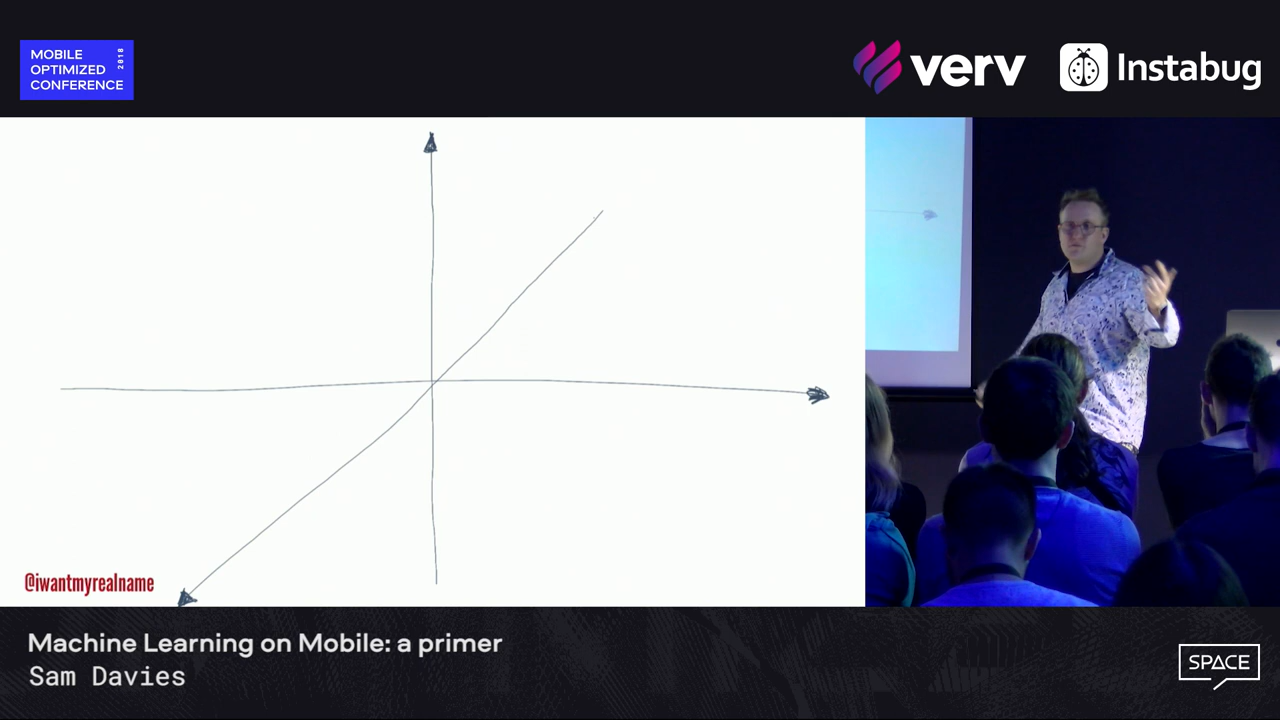 MOBILE
OPTIMIZED
CONFERENCE
2018
verv
Instabug
@iwantmyrealname
Machine Learning on Mobile: a primer
Sam Davies
SPACE